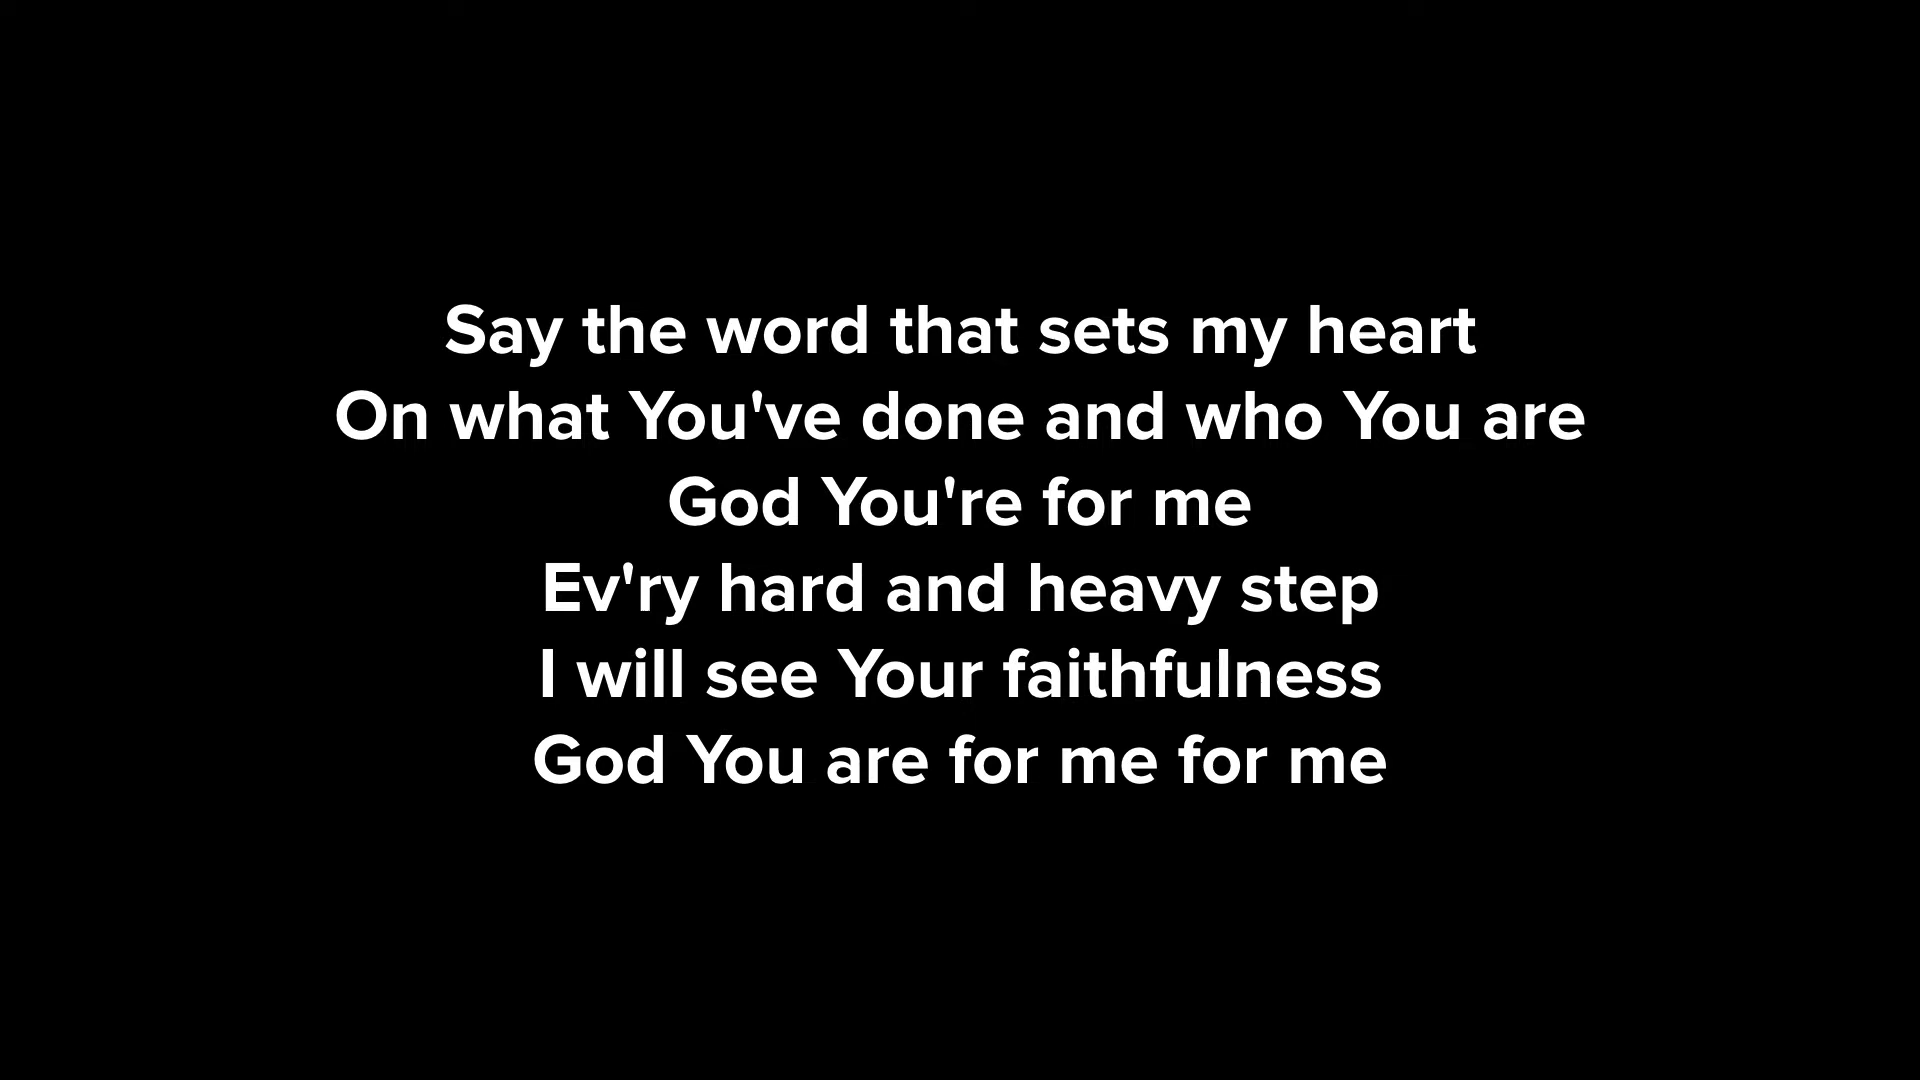 Say the word that sets my heart
On what You've done and who You are
God You're for me
Ev'ry hard and heavy step
I will see Your faithfulness
God You are for me for me